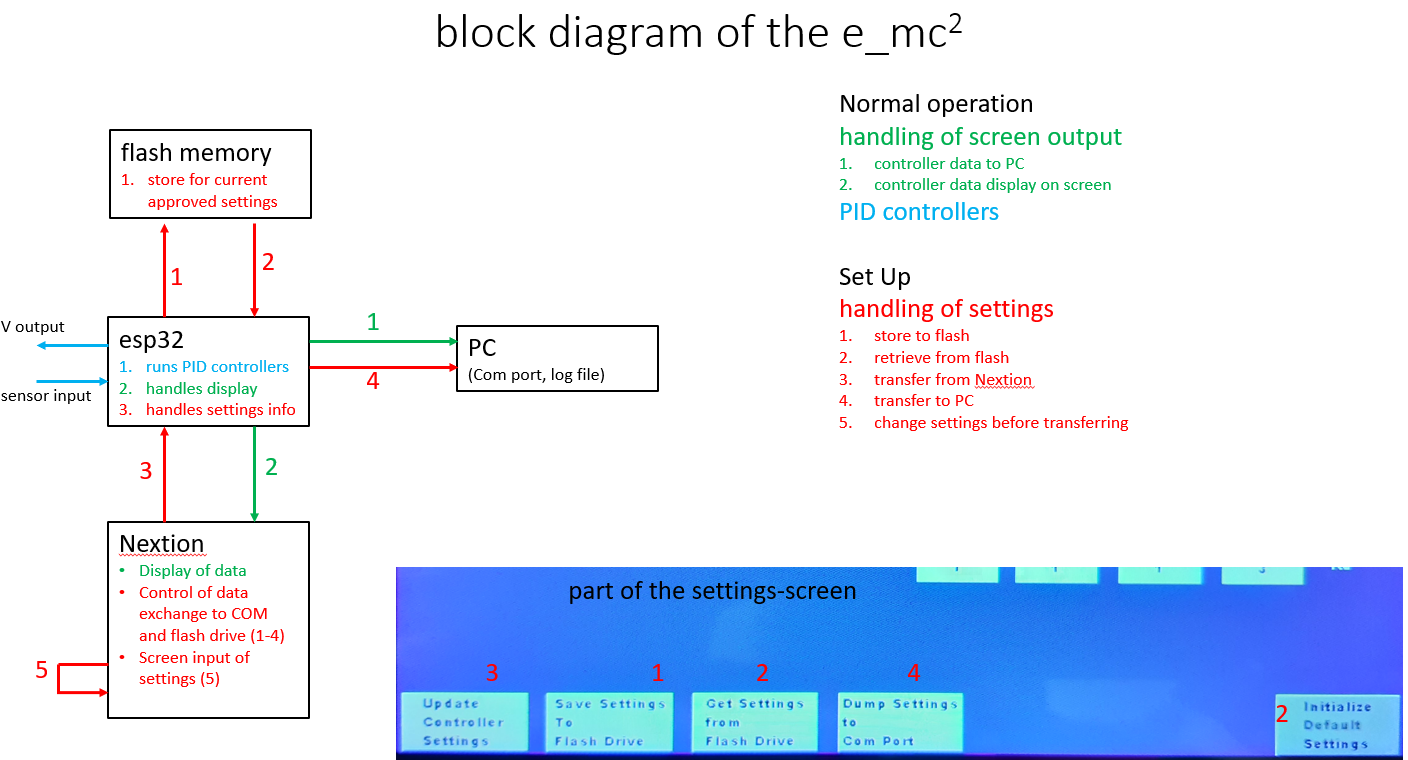 block diagram of the e_mc²
Normal operation
handling of screen output
1. controller data to PC
2. controller data display on screen
PID controllers
Set Up
handling of settings
1. store to flash
2. retrieve from flash
3. transfer from Nextion
4. transfer to PC
5. change settings before transferring
flash memory
1. store for current
approved settings
1
2
V output
sensor input
esp32
1. runs PID controllers
2. handles display
3. handles settings info
1
4
PC
(Com port, log file)
3
2
Nextion
• Display of data
• Control of data
exchange to COM
and flash drive (1-4)
• Screen input of
settings (5)
5
part of the settings-screen
3
1
2
4
Update
Controller
Settings
Save Settings
To
Flash Drive
Get Settings
from
Flash Drive
Dump Settings
to
Com Port
2
Initialize
Default
Settings